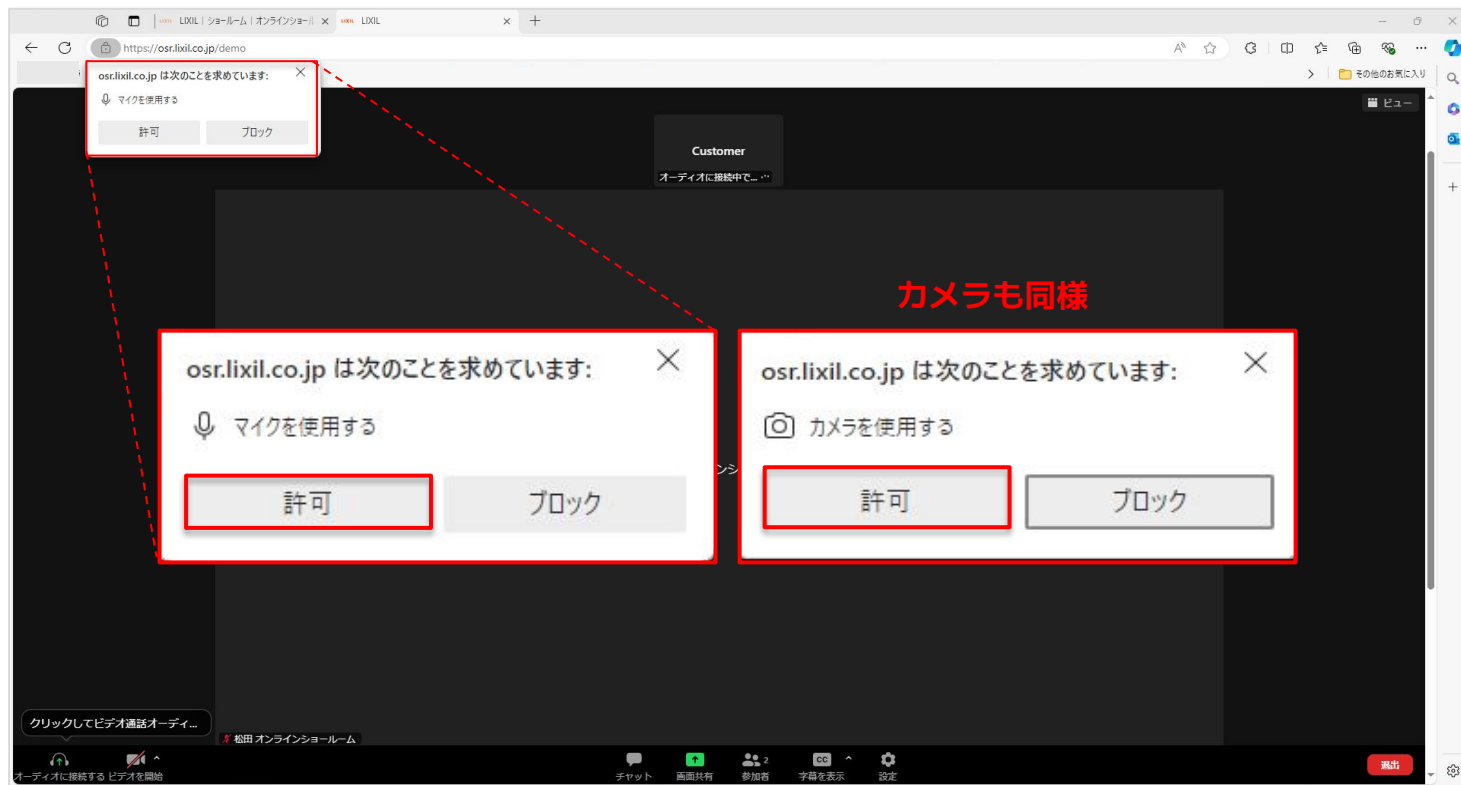 LIXIL | ショールーム | オンラインショー
LIXIL
https://osr.lixil.co.jp/demo
その他のお気に入り
osr.lixil.co.jp は次のことを求めています:
マイクを使用する
許可
ブロック
ビュー
Customer
オーディオに接続中で...
カメラも同様
osr.lixil.co.jp は次のことを求めています:
マイクを使用する
許可
ブロック
osr.lixil.co.jp は次のことを求めています:
カメラを使用する
許可
ブロック
ンシ
クリックしてビデオ通話オーディ...
松田 オンラインショールーム
オーディオに接続する
ビデオを開始
チャット
画面共有
2
参加者
CC
字幕を表示
設定
退出